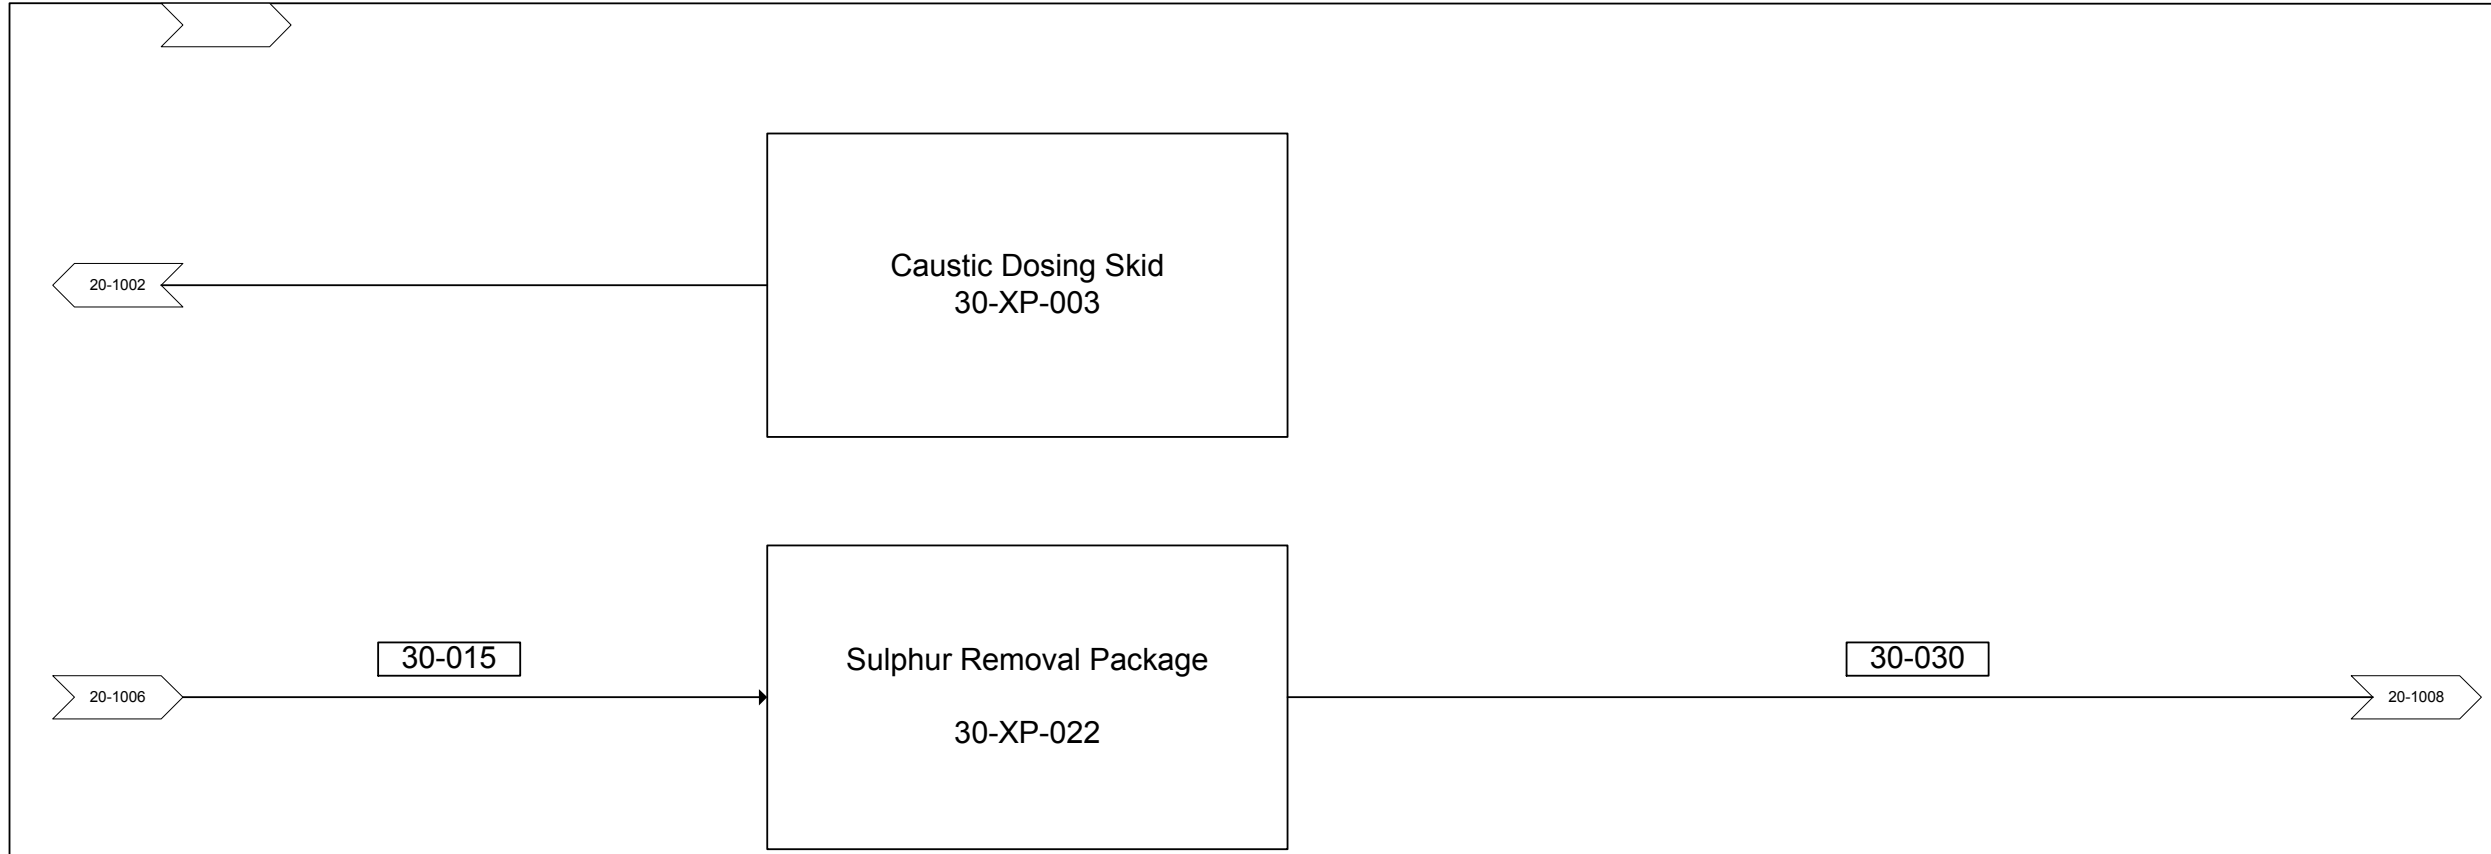 Caustic Dosing Skid
30-XP-003
20-1002
30-015
Sulphur Removal Package
30-XP-022
30-030
20-1006
20-1008